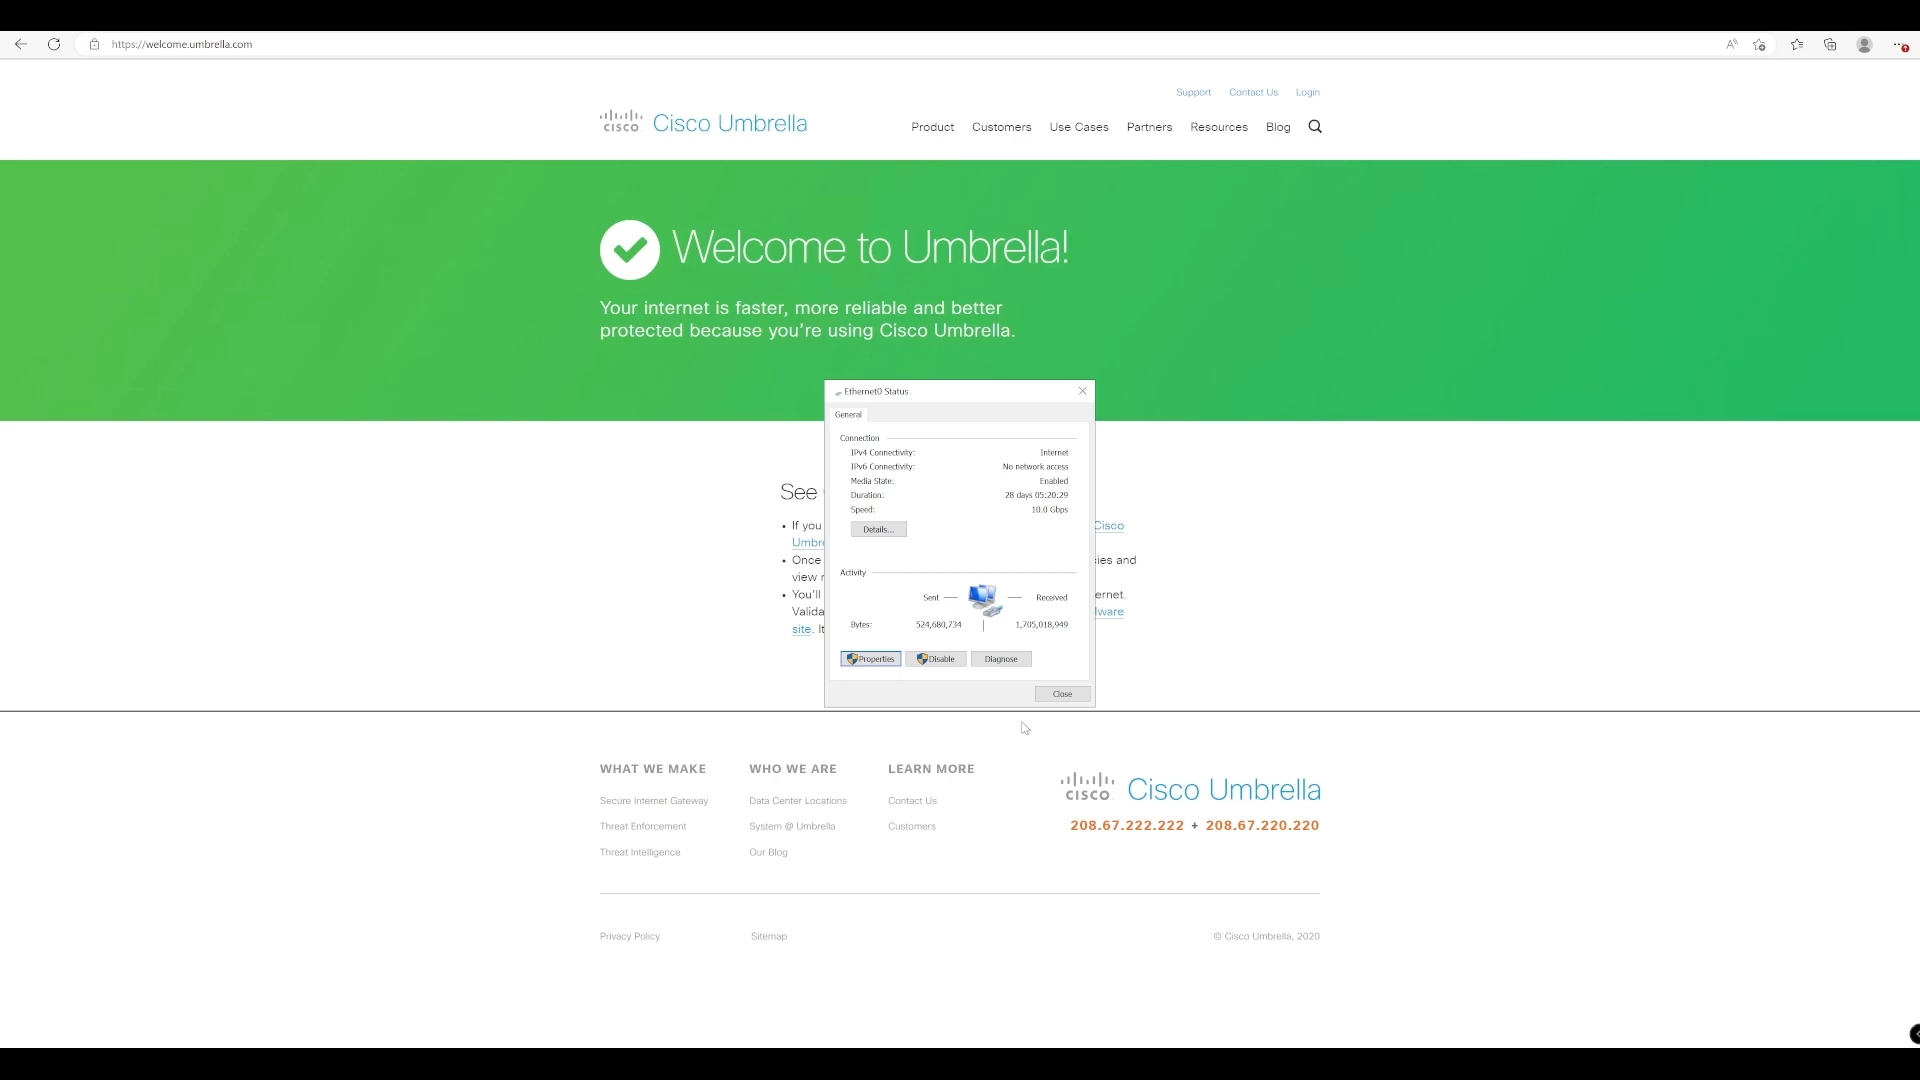 https://welcome.umbrella.com
Support Contact Us Login
cisco Cisco Umbrella
Product Customers Use Cases Partners Resources Blog
Welcome to Umbrella!
Your internet is faster, more reliable and better
protected because you’re using Cisco Umbrella.
Ethernet0 Status
General
Connection
IPv4 Connectivity: Internet
IPv6 Connectivity: No network access
Media State: Enabled
Duration: 28 days 05:20:29
Speed: 10.0 Gbps
Details...
Activity
Sent Received
Bytes: 524,680,734 1,705,018,949
Properties Disable Diagnose
Close
See
• If you Cisco
Umbre
• Once cies and
view
• You’ll ernet.
Valida lware
site. It
WHAT WE MAKE
Secure Internet Gateway
Threat Enforcement
Threat Intelligence
WHO WE ARE
Data Center Locations
System @ Umbrella
Our Blog
LEARN MORE
Contact Us
Customers
cisco Cisco Umbrella
208.67.222.222 + 208.67.220.220
Privacy Policy Sitemap © Cisco Umbrella, 2020